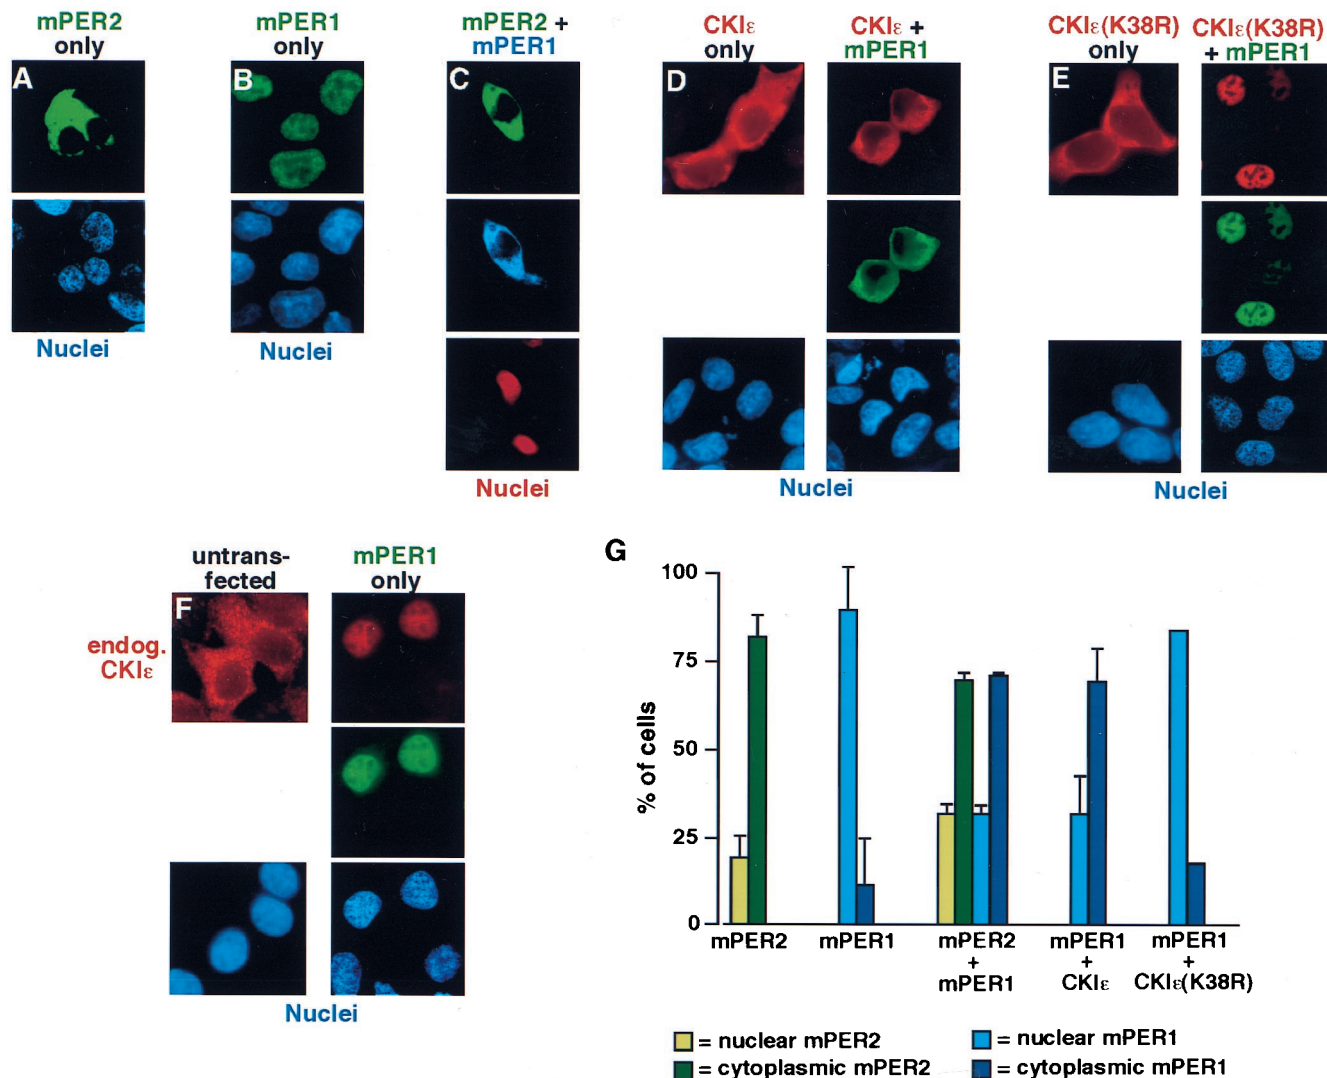 mPER2
only
mPER1
only
mPER2 +
mPER1
CKIε
only
CKIε +
mPER1
CKIε(K38R)
only
CKIε(K38R)
+ mPER1
A
B
C
D
E
Nuclei
Nuclei
Nuclei
Nuclei
Nuclei
untrans-
fected
mPER1
only
F
endog.
CKIε
Nuclei
G
% of cells
100
75
50
25
0
mPER2
mPER1
mPER2
+
mPER1
mPER1
+
CKIε
mPER1
+
CKIε(K38R)
= nuclear mPER2
= cytoplasmic mPER2
= nuclear mPER1
= cytoplasmic mPER1